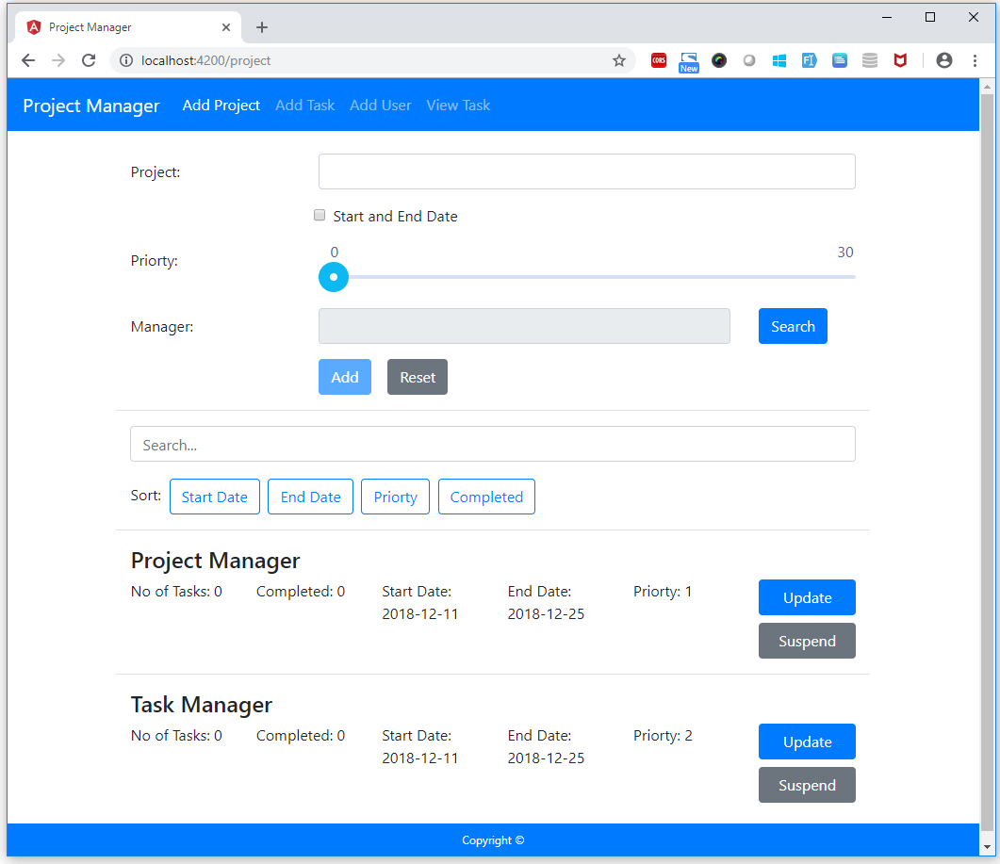 Project Manager
localhost:4200/project
CORS
New
FI
Project Manager Add Project Add Task Add User View Task
Project:
Start and End Date
0 30
Priorty:
Manager: Search
Add Reset
Search...
Sort: Start Date End Date Priorty Completed
Project Manager
No of Tasks: 0 Completed: 0 Start Date: End Date: Priorty: 1 Update
2018-12-11 2018-12-25
Suspend
Task Manager
No of Tasks: 0 Completed: 0 Start Date: End Date: Priorty: 2 Update
2018-12-11 2018-12-25
Suspend
Copyright ©